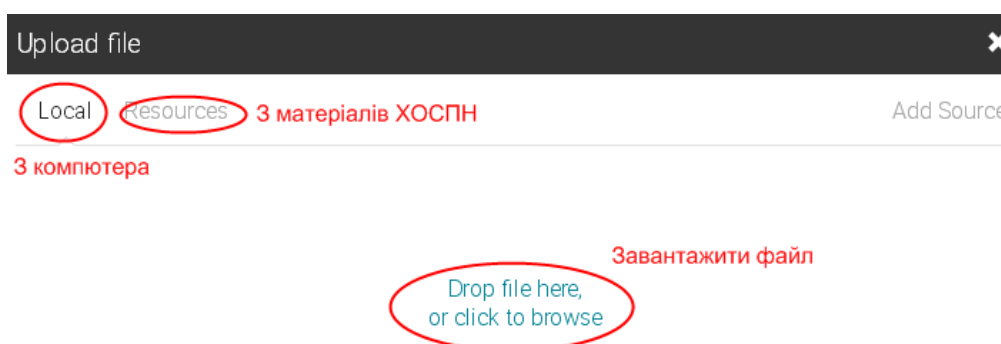 Upload file
Local Resources З матеріалів ХОСПН Add Source
З компютера
Завантажити файл
Drop file here,
or click to browse